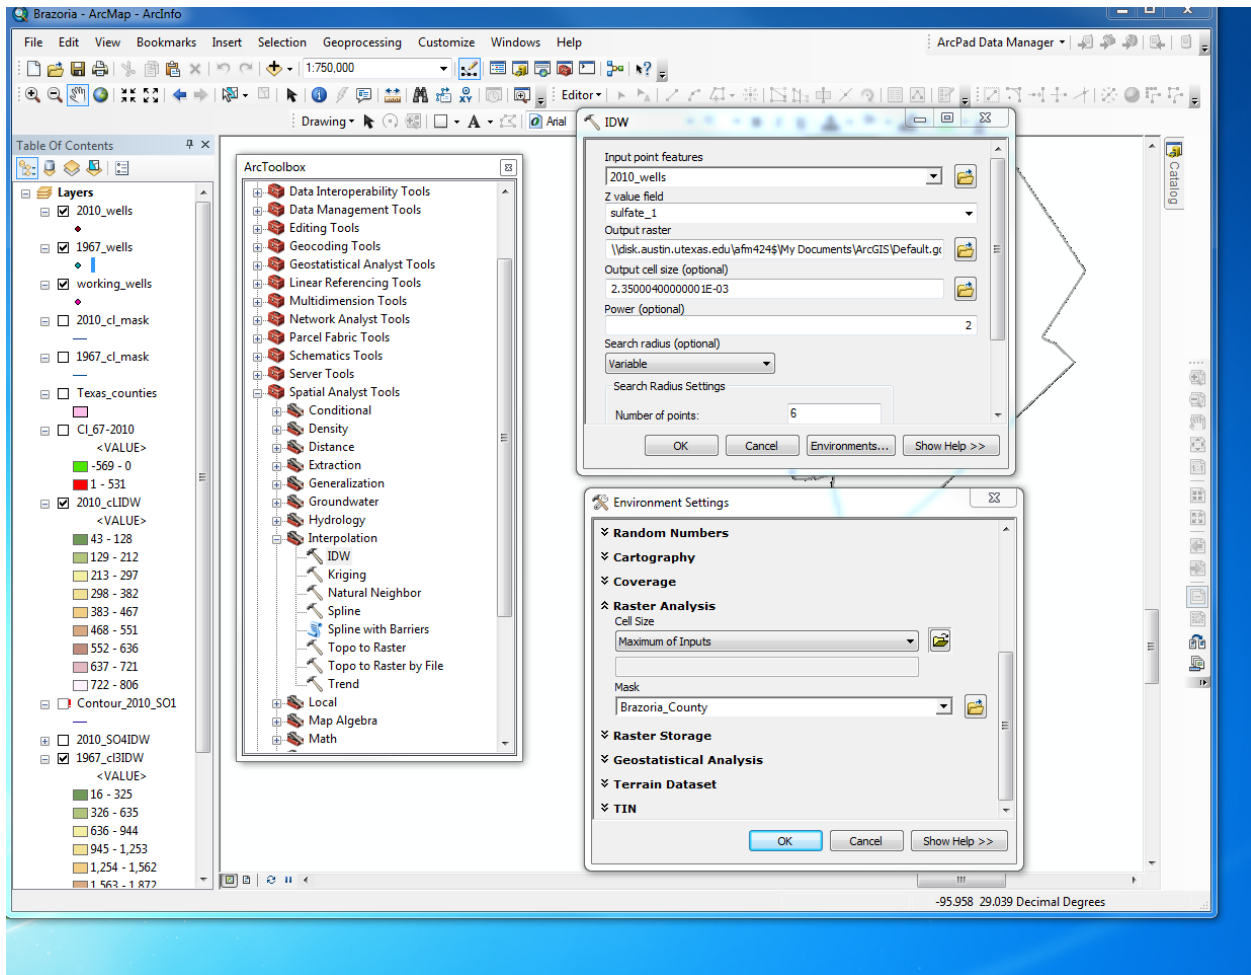 Brazoria - ArcMap - ArcInfo
File Edit View Bookmarks Insert Selection Geoprocessing Customize Windows Help
ArcPad Data Manager
1:750,000
Editor
Drawing
A
Arial
Table Of Contents
Layers
2010_wells
1967_wells
working_wells
2010_cl_mask
1967_cl_mask
Texas_counties
Cl_67-2010
<VALUE>
-569 - 0
1 - 531
2010_cLIDW
<VALUE>
43 - 128
129 - 212
213 - 297
298 - 382
383 - 467
468 - 551
552 - 636
637 - 721
722 - 806
Contour_2010_SO1
2010_SO4IDW
1967_cl3IDW
<VALUE>
16 - 325
326 - 635
636 - 944
945 - 1,253
1,254 - 1,562
1,563 - 1,872
ArcToolbox
Data Interoperability Tools
Data Management Tools
Editing Tools
Geocoding Tools
Geostatistical Analyst Tools
Linear Referencing Tools
Multidimension Tools
Network Analyst Tools
Parcel Fabric Tools
Schematics Tools
Server Tools
Spatial Analyst Tools
Conditional
Density
Distance
Extraction
Generalization
Groundwater
Hydrology
Interpolation
IDW
Kriging
Natural Neighbor
Spline
Spline with Barriers
Topo to Raster
Topo to Raster by File
Trend
Local
Map Algebra
Math
IDW
Input point features
2010_wells
Z value field
sulfate_1
Output raster
\\disk.austin.utexas.edu\afm424$\My Documents\ArcGIS\Default.gc
Output cell size (optional)
2.35000400000001E-03
Power (optional)
2
Search radius (optional)
Variable
Search Radius Settings
Number of points: 6
OK Cancel Environments... Show Help >>
Environment Settings
Random Numbers
Cartography
Coverage
Raster Analysis
Cell Size
Maximum of Inputs
Mask
Brazoria_County
Raster Storage
Geostatistical Analysis
Terrain Dataset
TIN
OK Cancel Show Help >>
Catalog
-95.958 29.039 Decimal Degrees